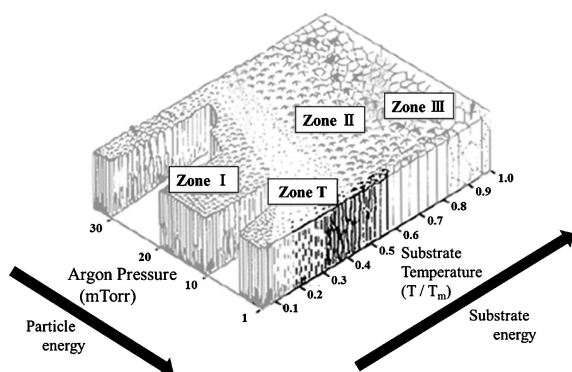 Zone Ⅲ
Zone Ⅱ
Zone Ⅰ
Zone T
30
20
10
1
Argon Pressure
(mTorr)
0.1
0.2
0.3
0.4
0.5
0.6
0.7
0.8
0.9
1.0
Substrate
Temperature
(T / Tm)
Particle
energy
Substrate
energy